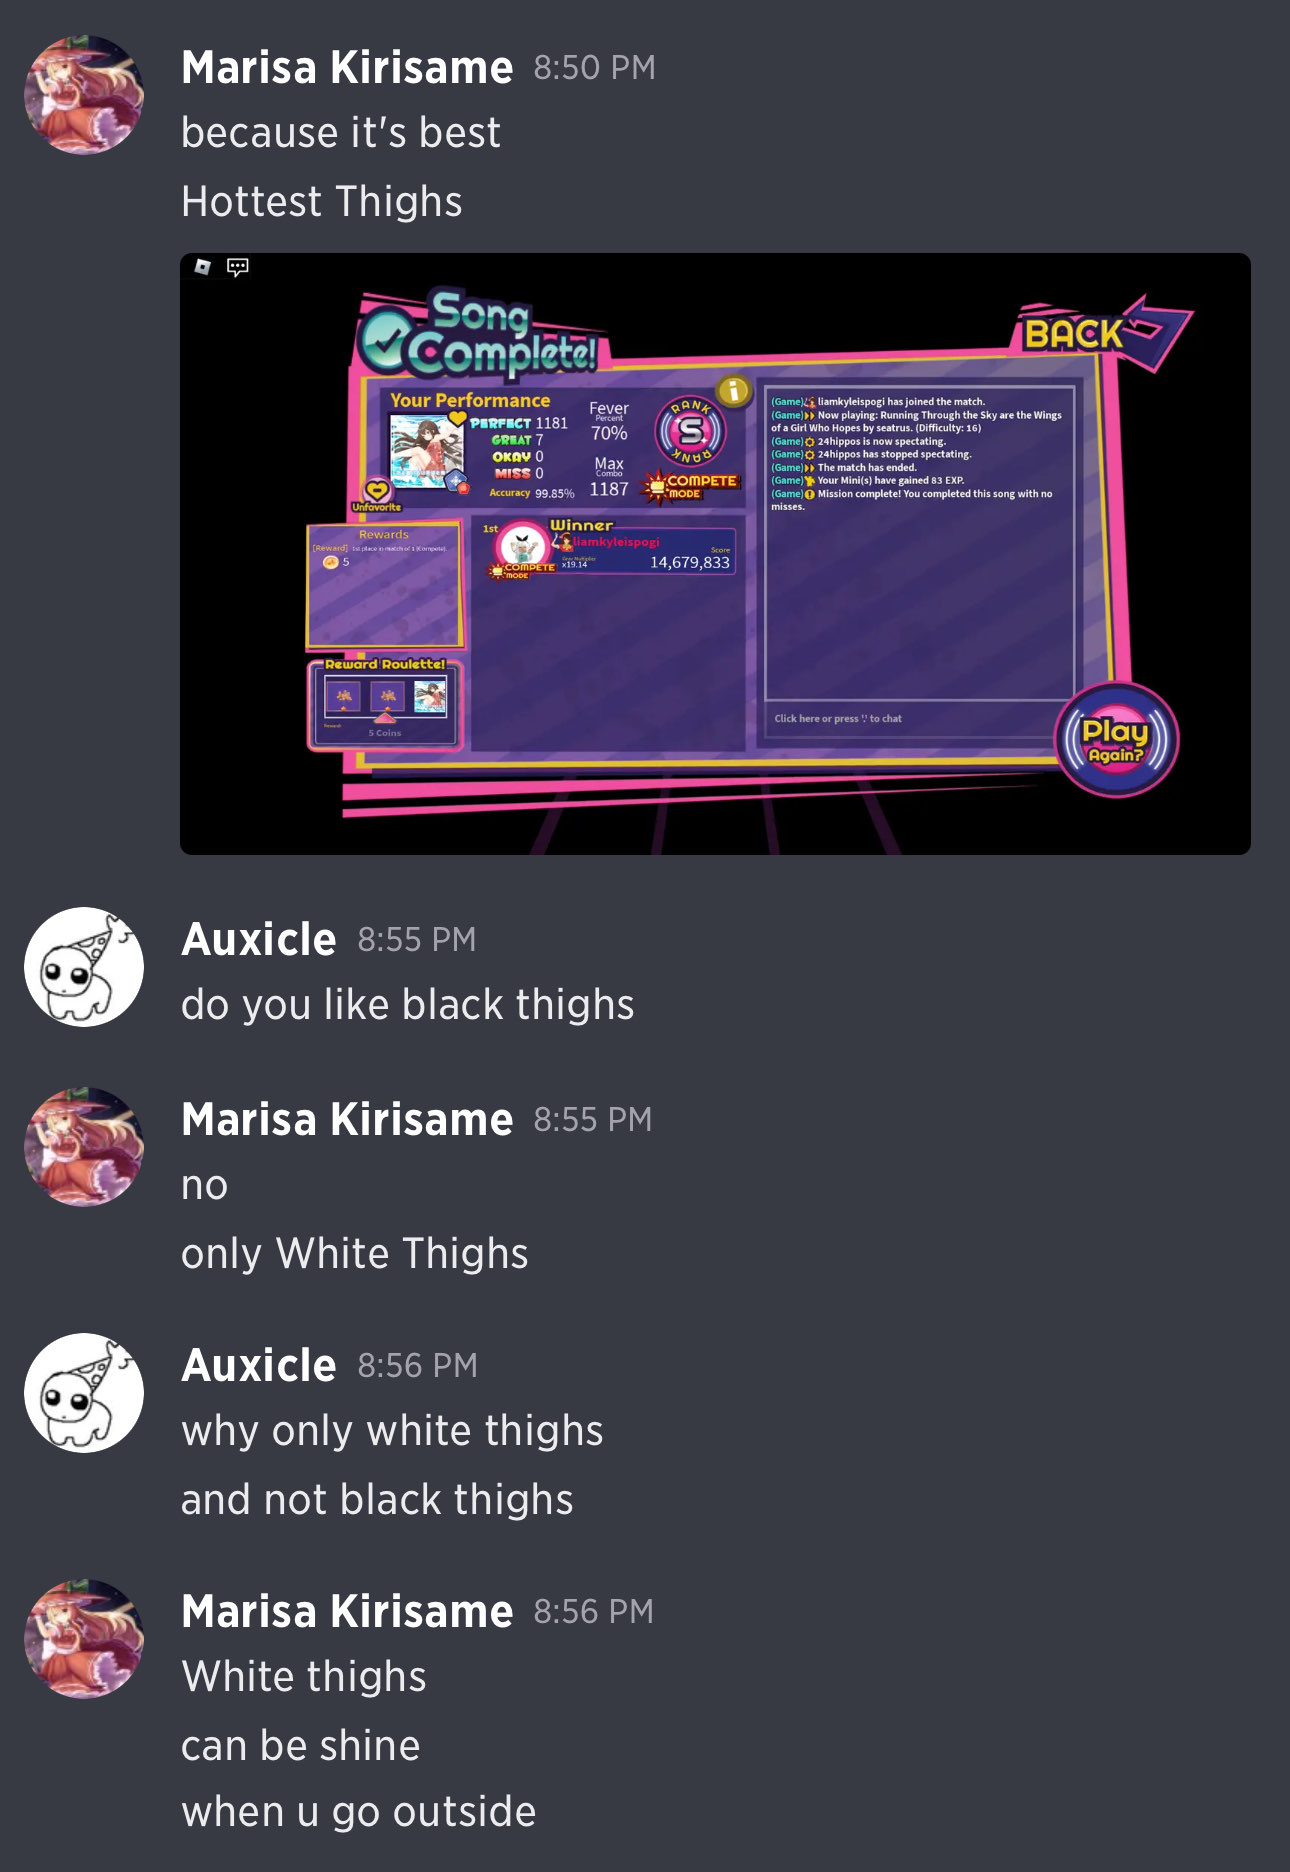 Marisa Kirisame 8:50 PM
because it's best
Hottest Thighs
Song
Complete!
BACK
Your Performance
PERFECT 1181
GREAT 7
OKAY 0
MISS 0
Accuracy 99.85%
Fever
Percent
70%
Max
Combo
1187
RANK
S
RANK
COMPETE
MODE
Unfavorite
Rewards
[Reward] 1st place in match of 1 (Compete).
5
1st
Winner
liamkyleispogi
COMPETE
MODE
x19.14
Score
14,679,833
Reward Roulette!
Reward
5 Coins
(Game) liamkyleispogi has joined the match.
(Game) Now playing: Running Through the Sky are the Wings
of a Girl Who Hopes by seatrus. (Difficulty: 16)
(Game) 24hippos is now spectating.
(Game) 24hippos has stopped spectating.
(Game) The match has ended.
(Game) Your Mini(s) have gained 83 EXP.
(Game) Mission complete! You completed this song with no
misses.
Click here or press ';' to chat
Play
Again?
Auxicle 8:55 PM
do you like black thighs
Marisa Kirisame 8:55 PM
no
only White Thighs
Auxicle 8:56 PM
why only white thighs
and not black thighs
Marisa Kirisame 8:56 PM
White thighs
can be shine
when u go outside